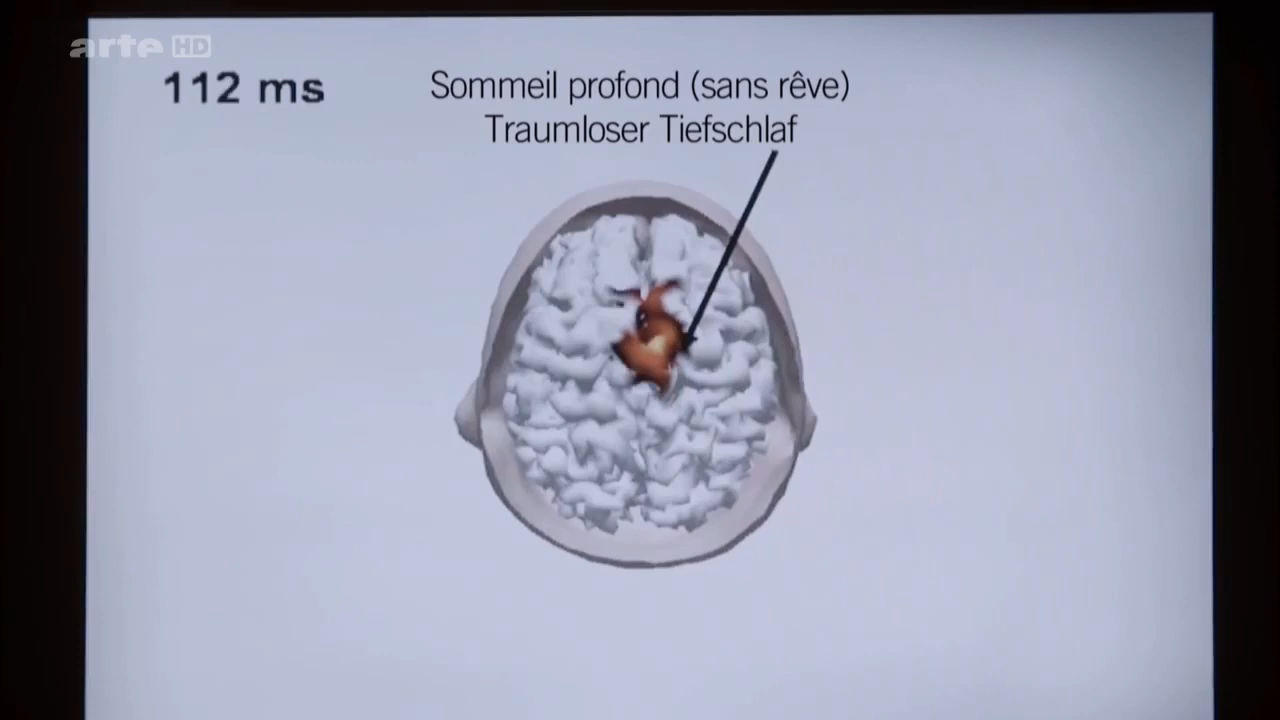 arte HD
112 ms
Sommeil profond (sans rêve)
Traumloser Tiefschlaf